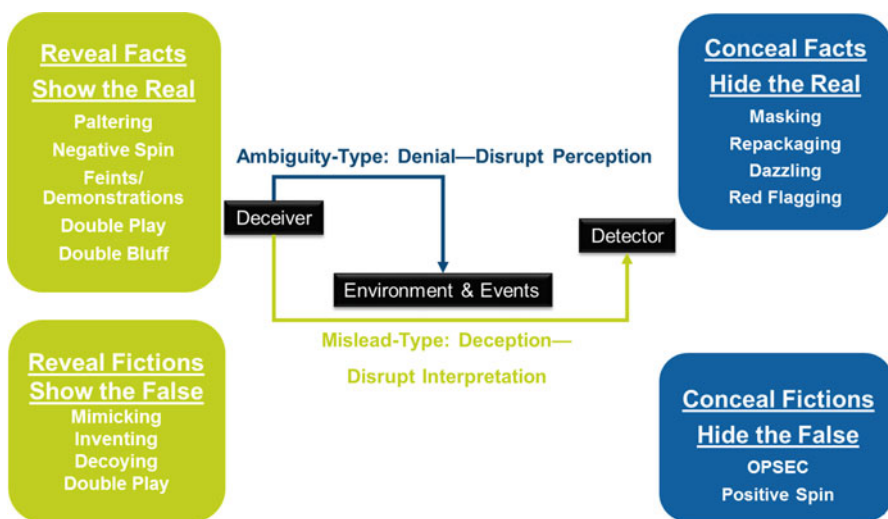 Reveal Facts
Show the Real
Paltering
Negative Spin
Feints/
Demonstrations
Double Play
Double Bluff
Conceal Facts
Hide the Real
Masking
Repackaging
Dazzling
Red Flagging
Ambiguity-Type: Denial—Disrupt Perception
Deceiver
Detector
Environment & Events
Mislead-Type: Deception—
Disrupt Interpretation
Reveal Fictions
Show the False
Mimicking
Inventing
Decoying
Double Play
Conceal Fictions
Hide the False
OPSEC
Positive Spin